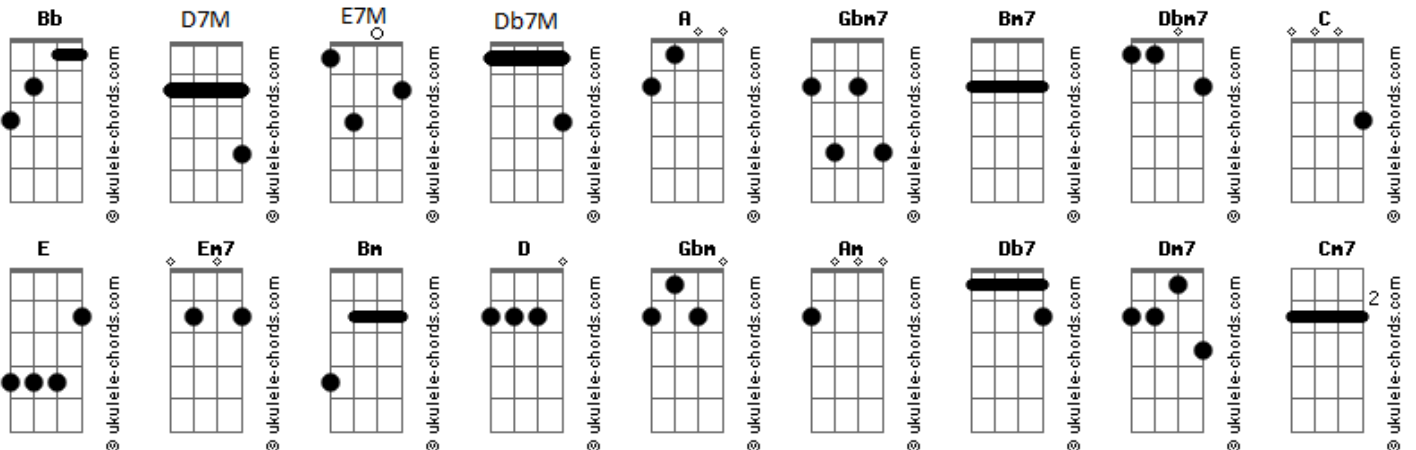 Bb D7M E7M Db7M A Gbm7 Bm7 Dbm7 C
© ukulele-chords.com © ukulele-chords.com © ukulele-chords.com © ukulele-chords.com © ukulele-chords.com © ukulele-chords.com © ukulele-chords.com © ukulele-chords.com © ukulele-chords.com
E Em7 Bm D Gbm Am Db7 Dm7 Cm7
2
© ukulele-chords.com © ukulele-chords.com © ukulele-chords.com © ukulele-chords.com © ukulele-chords.com © ukulele-chords.com © ukulele-chords.com © ukulele-chords.com © ukulele-chords.com